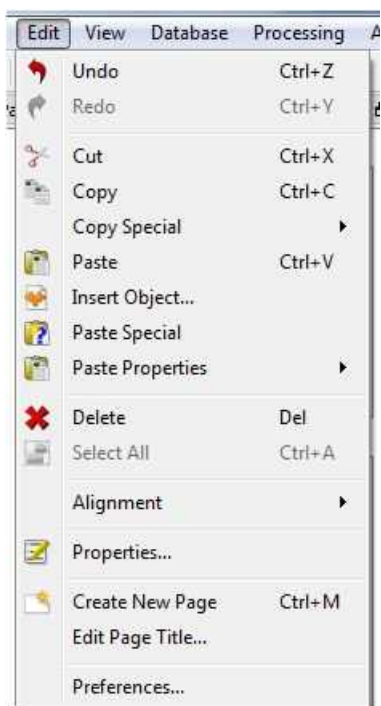 Edit View Database Processing
Undo Ctrl+Z
Redo Ctrl+Y
Cut Ctrl+X
Copy Ctrl+C
Copy Special
Paste Ctrl+V
Insert Object...
Paste Special
Paste Properties
Delete Del
Select All Ctrl+A
Alignment
Properties...
Create New Page Ctrl+M
Edit Page Title...
Preferences...